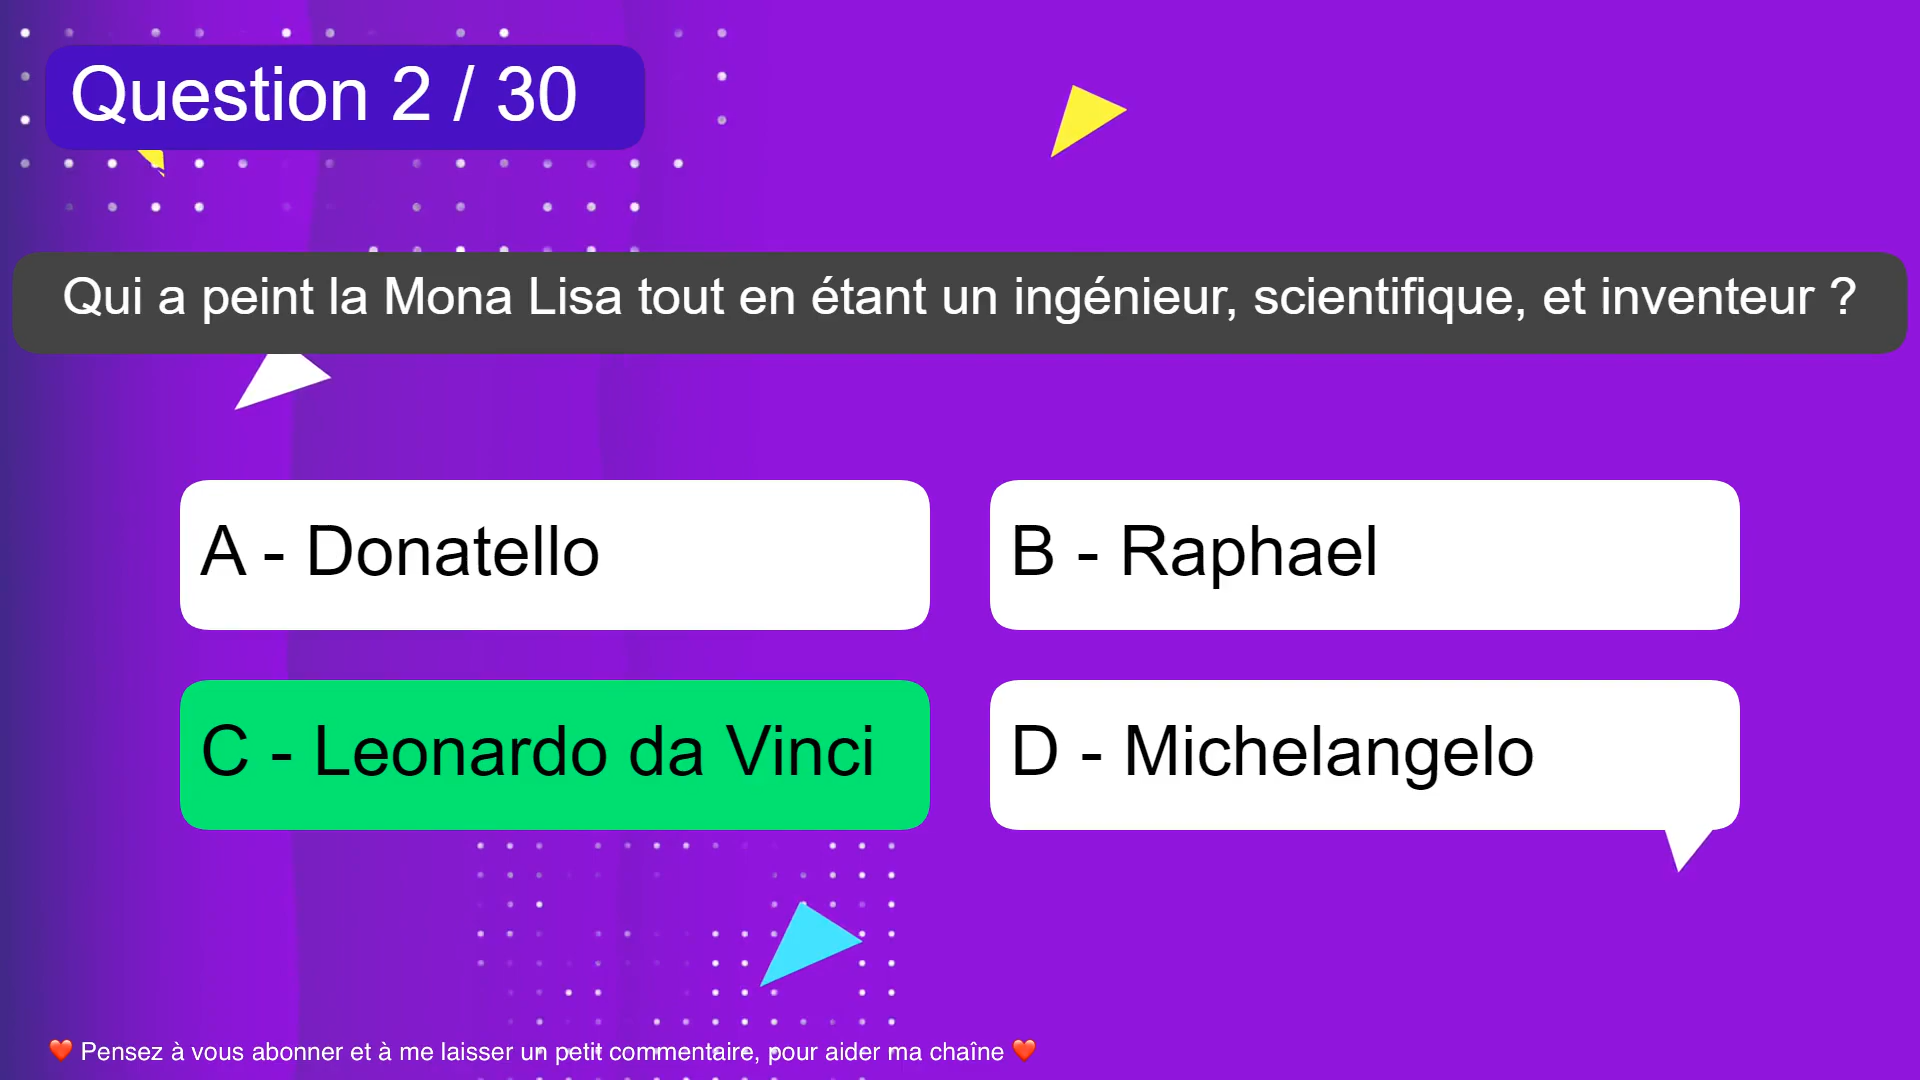 Question 2 / 30
Qui a peint la Mona Lisa tout en étant un ingénieur, scientifique, et inventeur ?
A - Donatello
B - Raphael
C - Leonardo da Vinci
D - Michelangelo
❤️ Pensez à vous abonner et à me laisser un petit commentaire, pour aider ma chaîne ❤️